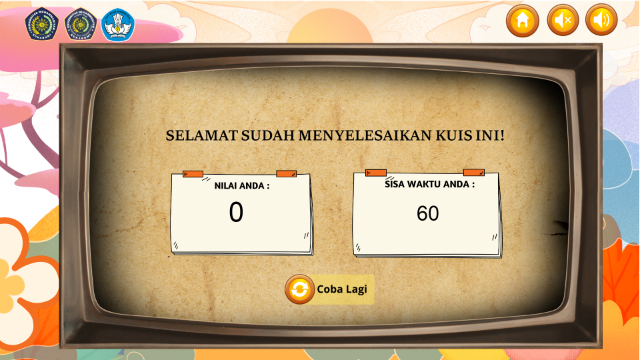 SELAMAT SUDAH MENYELESAIKAN KUIS INI!
NILAI ANDA :
0
SISA WAKTU ANDA :
60
Coba Lagi